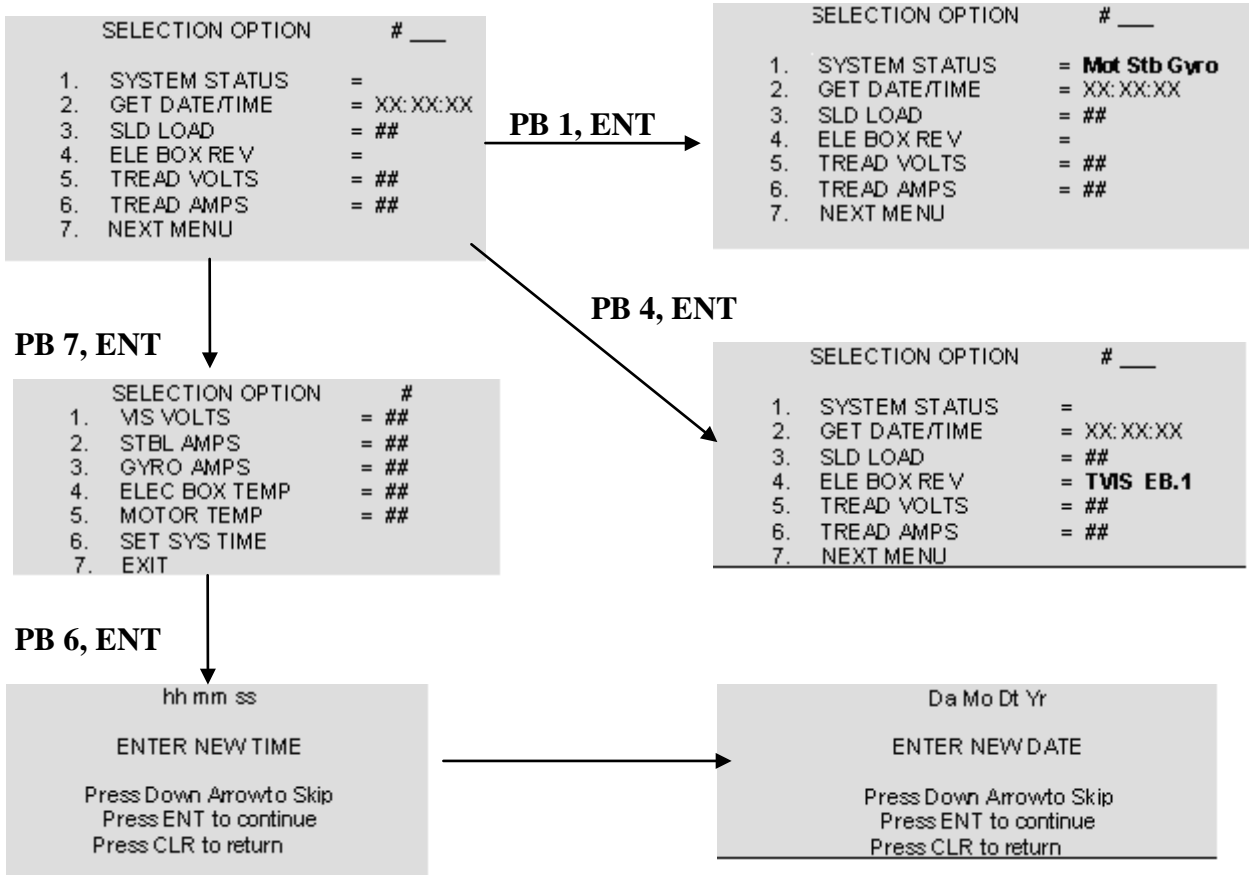 SELECTION OPTION # ___
1. SYSTEM STATUS =
2. GET DATE/TIME = XX:XX:XX
3. SLD LOAD = ##
4. ELE BOX REV =
5. TREAD VOLTS = ##
6. TREAD AMPS = ##
7. NEXT MENU
PB 1, ENT
SELECTION OPTION # ___
1. SYSTEM STATUS = Mot Stb Gyro
2. GET DATE/TIME = XX:XX:XX
3. SLD LOAD = ##
4. ELE BOX REV =
5. TREAD VOLTS = ##
6. TREAD AMPS = ##
7. NEXT MENU
PB 4, ENT
SELECTION OPTION # ___
1. SYSTEM STATUS =
2. GET DATE/TIME = XX:XX:XX
3. SLD LOAD = ##
4. ELE BOX REV = TVIS EB.1
5. TREAD VOLTS = ##
6. TREAD AMPS = ##
7. NEXT MENU
PB 7, ENT
SELECTION OPTION #
1. VIS VOLTS = ##
2. STBL AMPS = ##
3. GYRO AMPS = ##
4. ELEC BOX TEMP = ##
5. MOTOR TEMP = ##
6. SET SYS TIME
7. EXIT
PB 6, ENT
hh mm ss
ENTER NEW TIME
Press Down Arrow to Skip
Press ENT to continue
Press CLR to return
Da Mo Dt Yr
ENTER NEW DATE
Press Down Arrow to Skip
Press ENT to continue
Press CLR to return